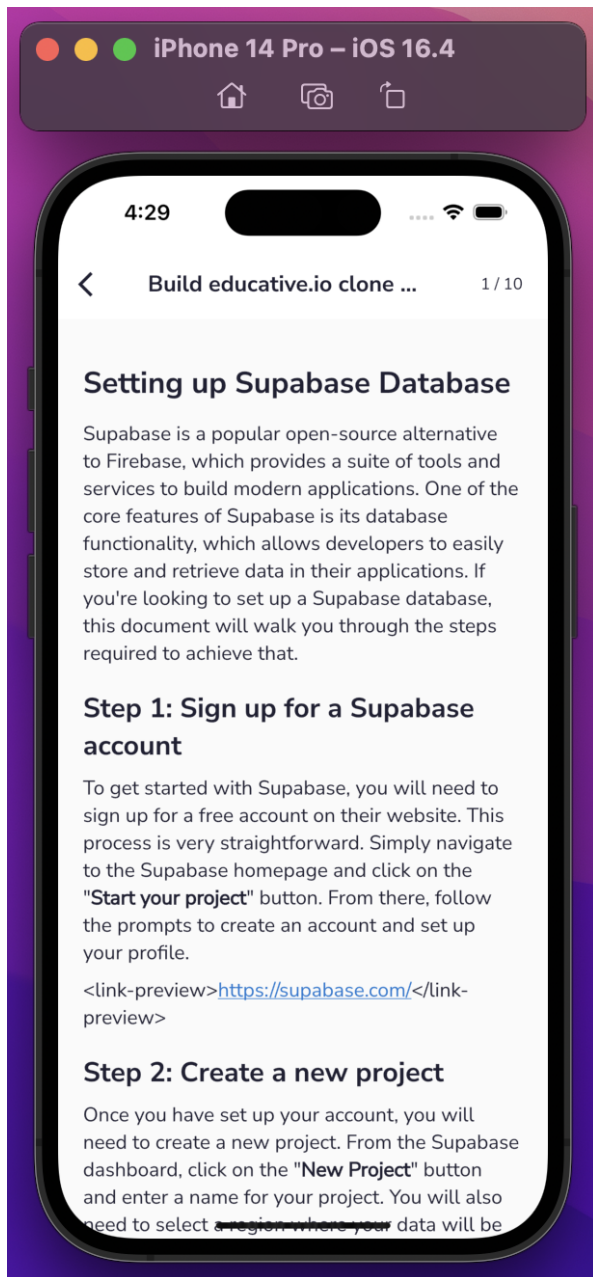 iPhone 14 Pro – iOS 16.4
4:29
Build educative.io clone ...
1 / 10
Setting up Supabase Database
Supabase is a popular open-source alternative
to Firebase, which provides a suite of tools and
services to build modern applications. One of the
core features of Supabase is its database
functionality, which allows developers to easily
store and retrieve data in their applications. If
you're looking to set up a Supabase database,
this document will walk you through the steps
required to achieve that.
Step 1: Sign up for a Supabase
account
To get started with Supabase, you will need to
sign up for a free account on their website. This
process is very straightforward. Simply navigate
to the Supabase homepage and click on the
"Start your project" button. From there, follow
the prompts to create an account and set up
your profile.
<link-preview>https://supabase.com/</link-
preview>
Step 2: Create a new project
Once you have set up your account, you will
need to create a new project. From the Supabase
dashboard, click on the "New Project" button
and enter a name for your project. You will also
need to select a region where your data will be